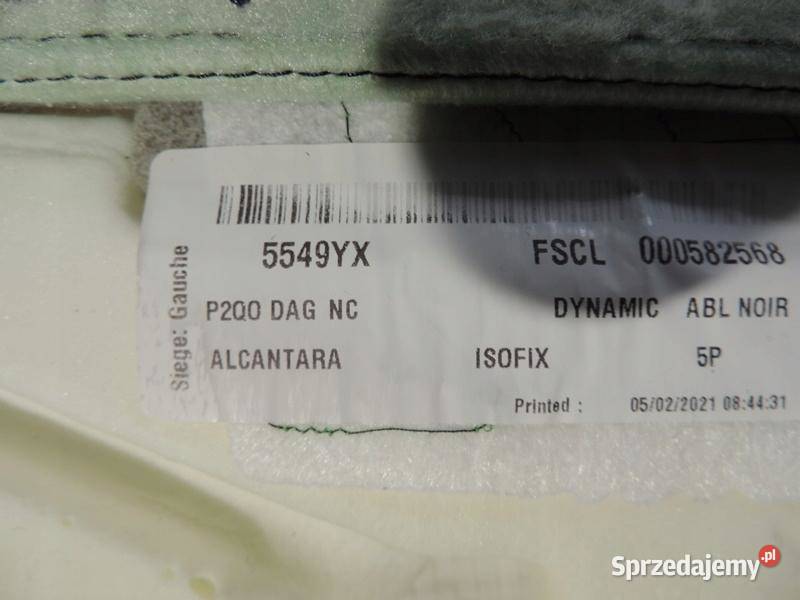 5549YX FSCL 000582568
P2QO DAG NC DYNAMIC ABL NOIR
ALCANTARA ISOFIX 5P
Printed : 05/02/2021 08:44:31
Siege: Gauche
Sprzedajemy.pl